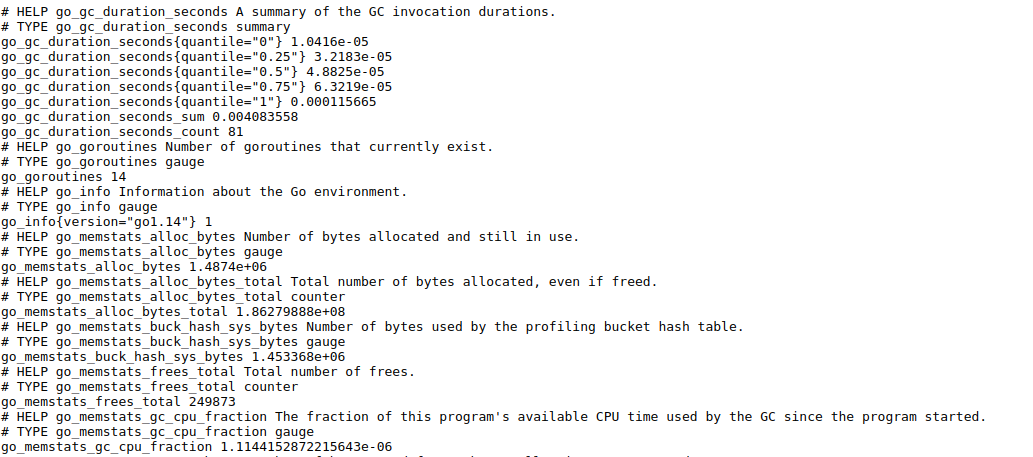 # HELP go_gc_duration_seconds A summary of the GC invocation durations.
# TYPE go_gc_duration_seconds summary
go_gc_duration_seconds{quantile="0"} 1.0416e-05
go_gc_duration_seconds{quantile="0.25"} 3.2183e-05
go_gc_duration_seconds{quantile="0.5"} 4.8825e-05
go_gc_duration_seconds{quantile="0.75"} 6.3219e-05
go_gc_duration_seconds{quantile="1"} 0.000115665
go_gc_duration_seconds_sum 0.004083558
go_gc_duration_seconds_count 81
# HELP go_goroutines Number of goroutines that currently exist.
# TYPE go_goroutines gauge
go_goroutines 14
# HELP go_info Information about the Go environment.
# TYPE go_info gauge
go_info{version="go1.14"} 1
# HELP go_memstats_alloc_bytes Number of bytes allocated and still in use.
# TYPE go_memstats_alloc_bytes gauge
go_memstats_alloc_bytes 1.4874e+06
# HELP go_memstats_alloc_bytes_total Total number of bytes allocated, even if freed.
# TYPE go_memstats_alloc_bytes_total counter
go_memstats_alloc_bytes_total 1.86279888e+08
# HELP go_memstats_buck_hash_sys_bytes Number of bytes used by the profiling bucket hash table.
# TYPE go_memstats_buck_hash_sys_bytes gauge
go_memstats_buck_hash_sys_bytes 1.453368e+06
# HELP go_memstats_frees_total Total number of frees.
# TYPE go_memstats_frees_total counter
go_memstats_frees_total 249873
# HELP go_memstats_gc_cpu_fraction The fraction of this program's available CPU time used by the GC since the program started.
# TYPE go_memstats_gc_cpu_fraction gauge
go_memstats_gc_cpu_fraction 1.1144152872215643e-06